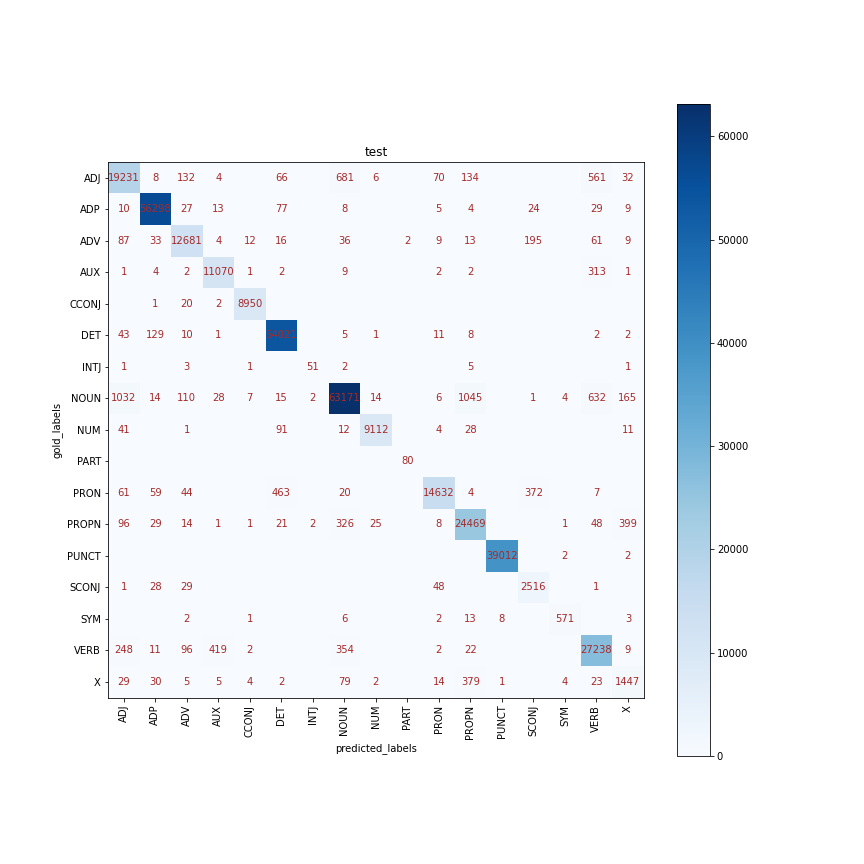 test
ADJ 19231 8 132 4 66 681 6 70 134 561 32
ADP 10 56298 27 13 77 8 5 4 24 29 9
ADV 87 33 12681 4 12 16 36 2 9 13 195 61 9
AUX 1 4 2 11070 1 2 9 2 2 313 1
CCONJ 1 20 2 8950
DET 43 129 10 1 5 1 11 8 2 2
INTJ 1 3 1 51 2 5 1
NOUN 1032 14 110 28 7 15 2 63171 14 6 1045 1 4 632 165
NUM 41 1 91 12 9112 4 28 11
PART 80
PRON 61 59 44 463 20 14632 4 372 7
PROPN 96 29 14 1 1 21 2 326 25 8 24469 1 48 399
PUNCT 39012 2 2
SCONJ 1 28 29 48 2516 1
SYM 2 1 6 2 13 8 571 3
VERB 248 11 96 419 2 354 2 22 27238 9
X 29 30 5 5 4 2 79 2 14 379 1 4 23 1447
ADJ ADP ADV AUX CCONJ DET INTJ NOUN NUM PART PRON PROPN PUNCT SCONJ SYM VERB X
predicted_labels
gold_labels
60000
50000
40000
30000
20000
10000
0